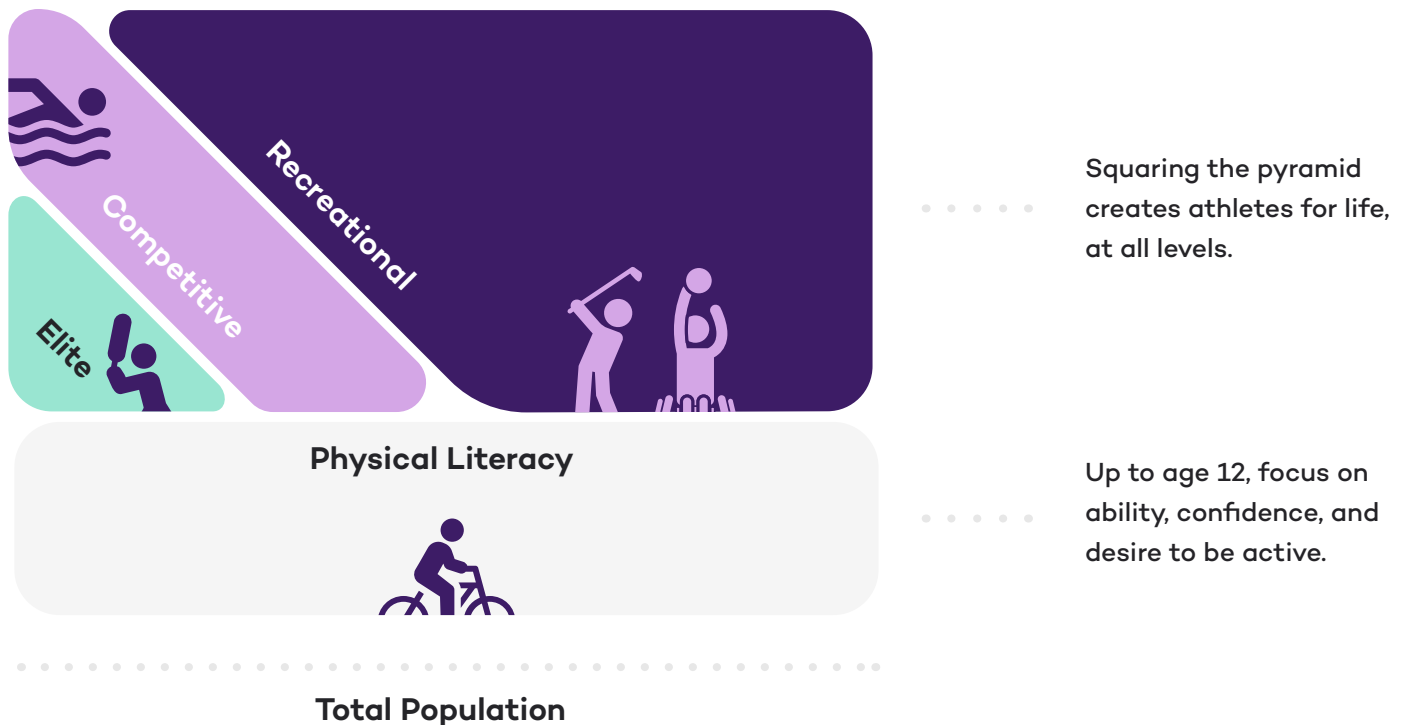 Recreational
Competitive
Elite
Squaring the pyramid
creates athletes for life,
at all levels.
Physical Literacy
Up to age 12, focus on
ability, confidence, and
desire to be active.
Total Population